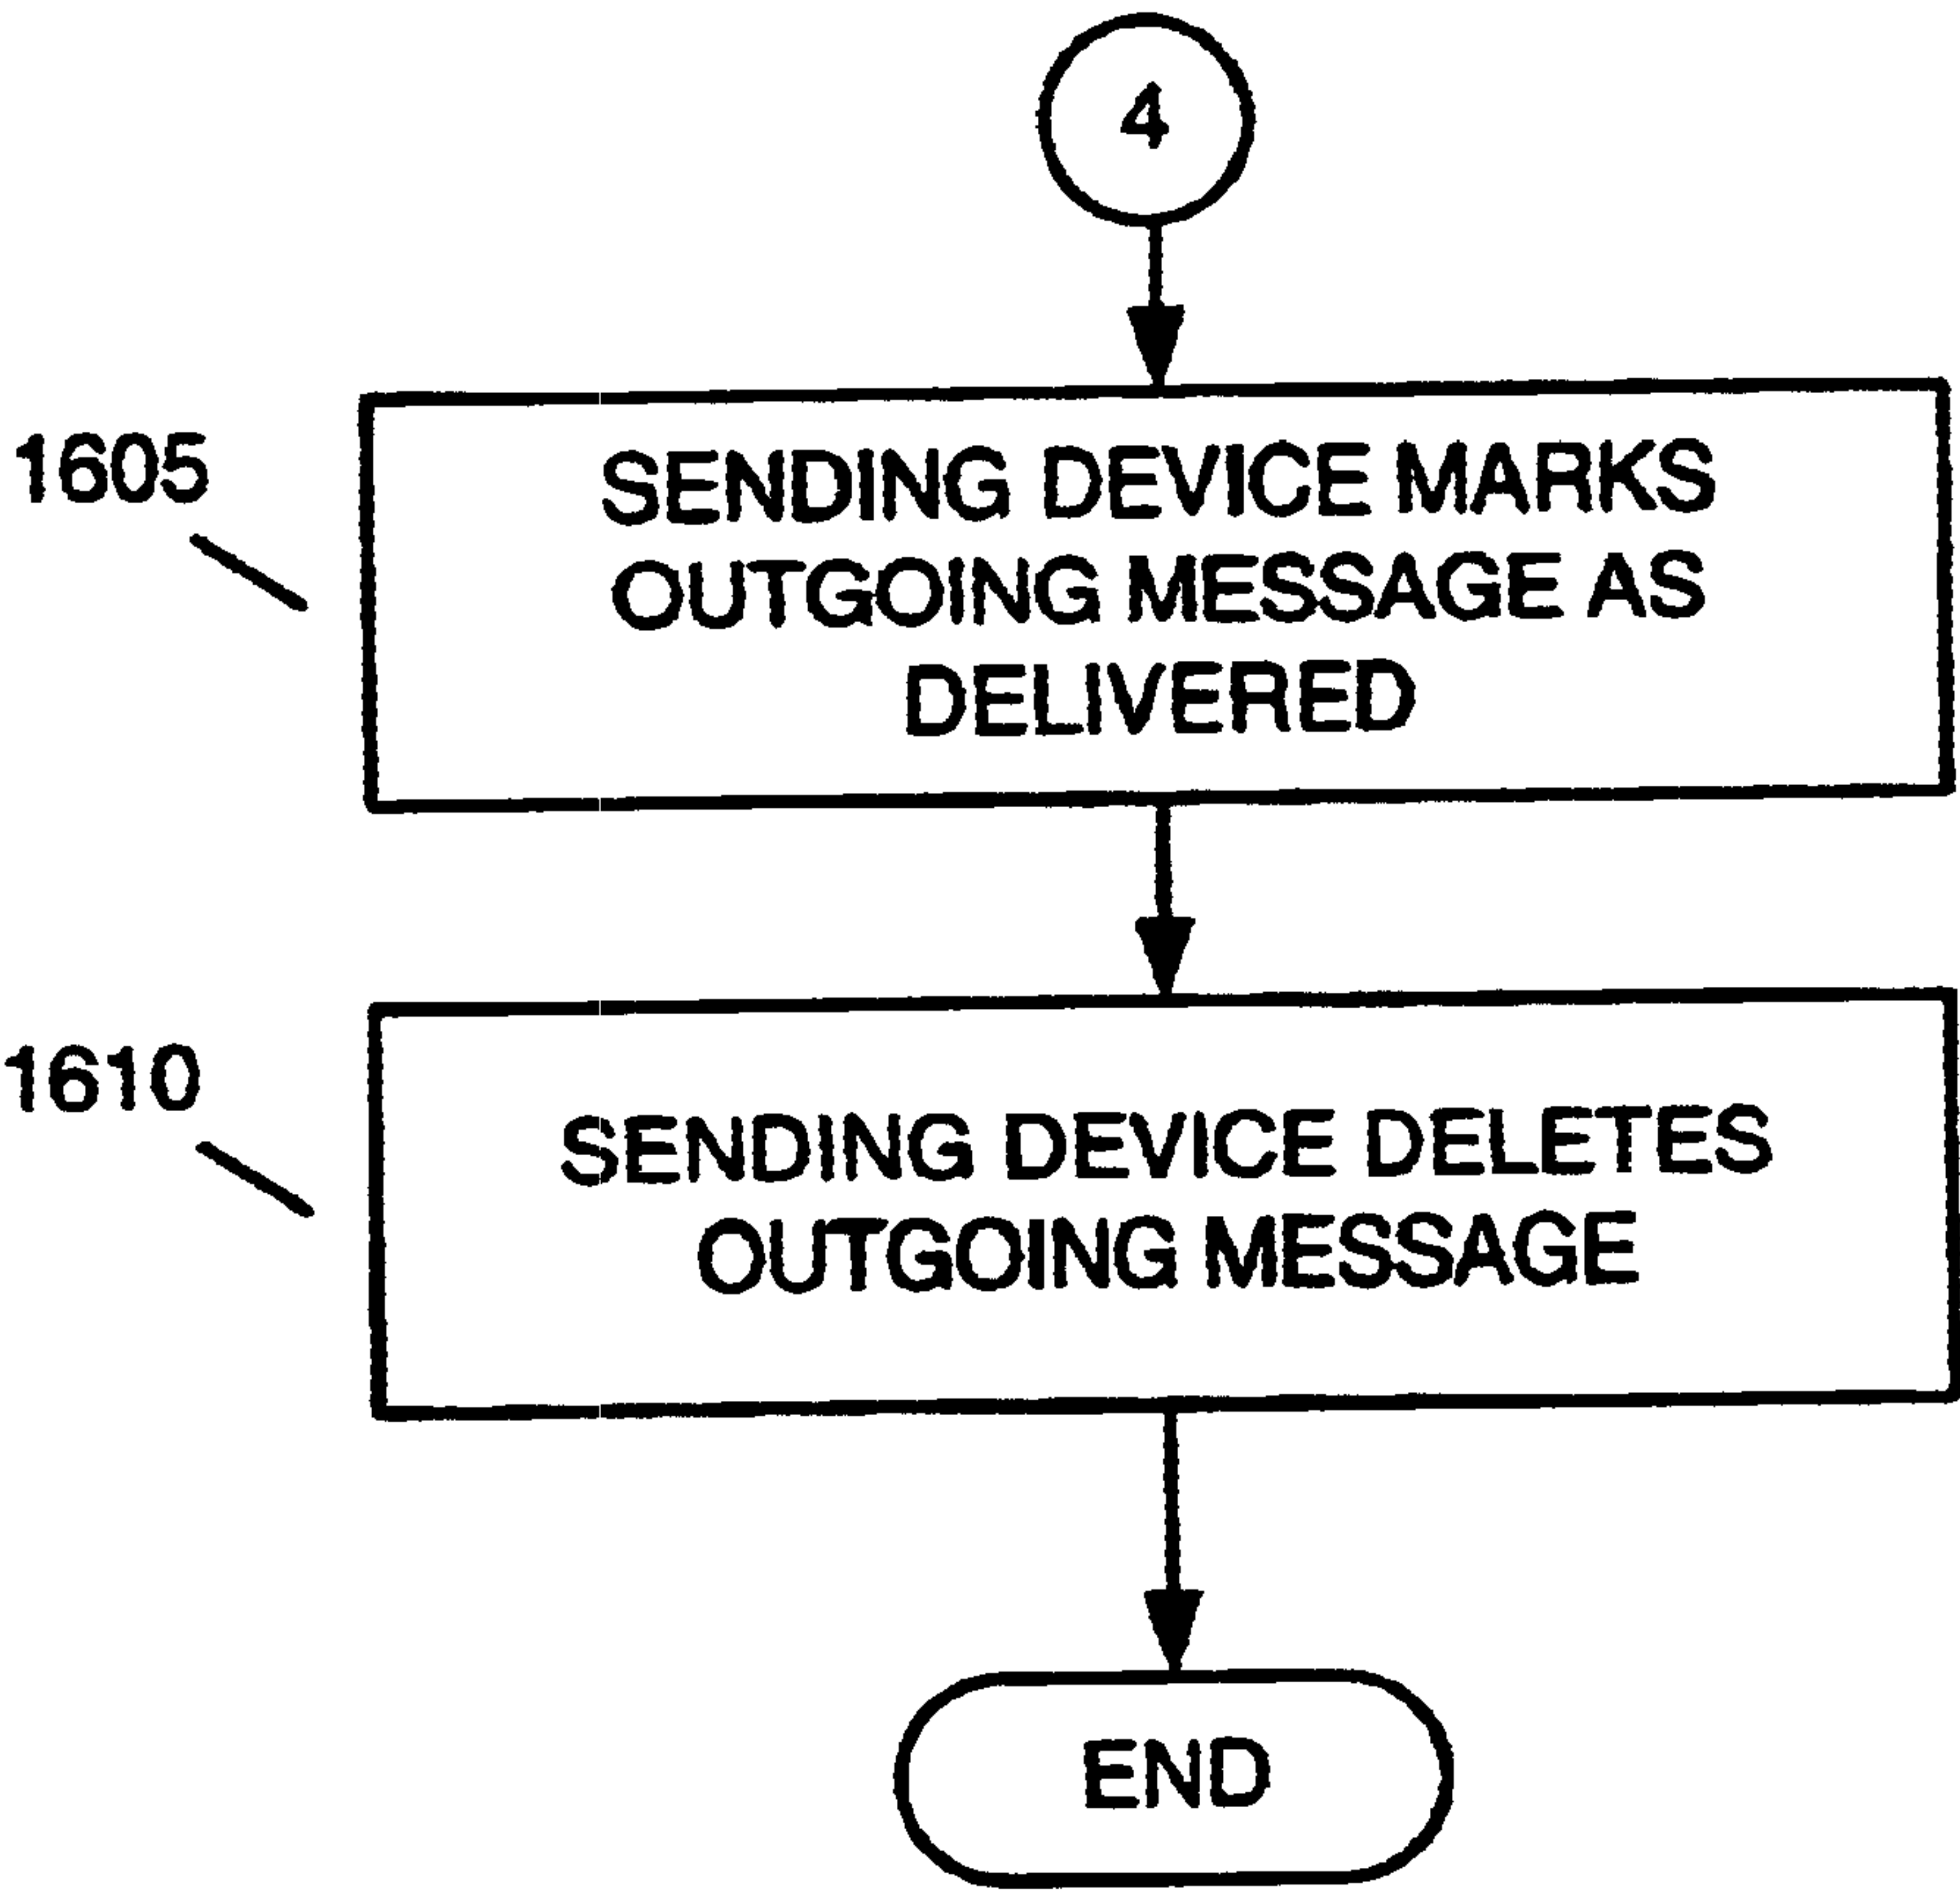 4
1605
SENDING DEVICE MARKS
OUTGOING MESSAGE AS
DELIVERED
1610
SENDING DEVICE DELETES
OUTGOING MESSAGE
END